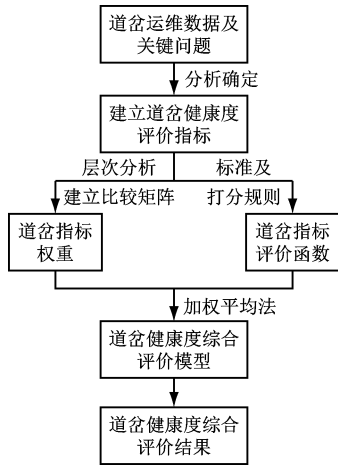 道岔运维数据及
关键问题
分析确定
建立道岔健康度
评价指标
层次分析
标准及
建立比较矩阵
打分规则
道岔指标
权重
道岔指标
评价函数
加权平均法
道岔健康度综合
评价模型
道岔健康度综合
评价结果